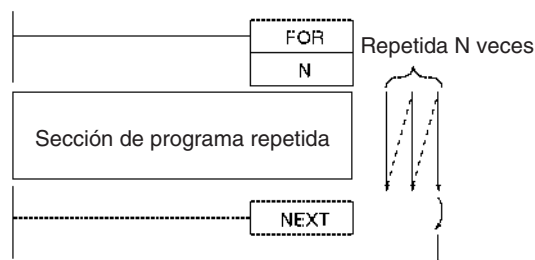 FOR
Repetida N veces
N
Sección de programa repetida
NEXT